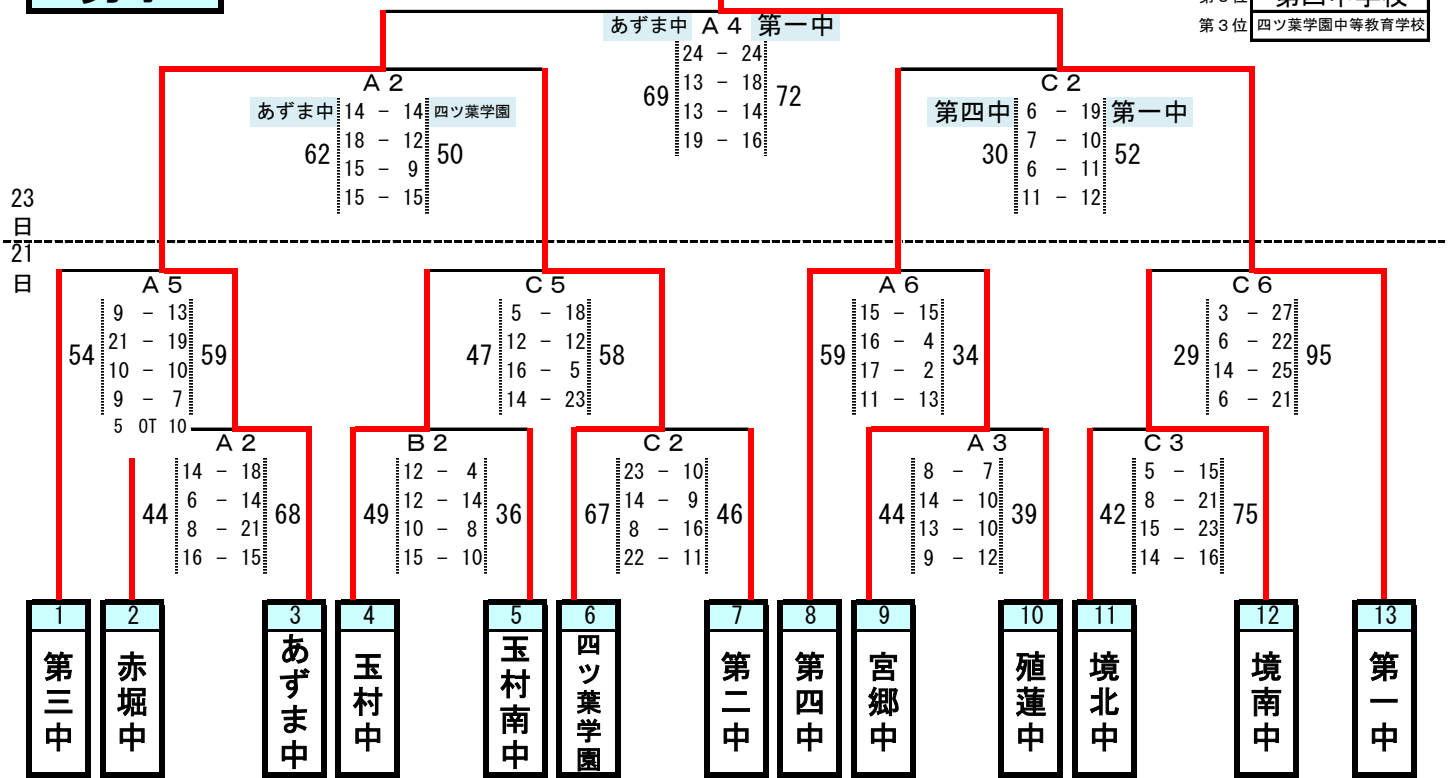 第四中学校
第３位 四ツ葉学園中等教育学校
あずま中 Ａ４ 第一中
24 － 24
13 － 18
69 72
13 － 14
19 － 16
Ａ２
あずま中 14 － 14 四ツ葉学園
18 － 12
62 50
15 － 9
15 － 15
Ｃ２
第四中 6 － 19 第一中
7 － 10
30 52
6 － 11
11 － 12
23
日
21
日
Ａ５
9 － 13
21 － 19
54 59
10 － 10
9 － 7
5 OT 10
Ｃ５
5 － 18
12 － 12
47 58
16 － 5
14 － 23
Ａ６
15 － 15
16 － 4
59 34
17 － 2
11 － 13
Ｃ６
3 － 27
6 － 22
29 95
14 － 25
6 － 21
Ａ２
14 － 18
6 － 14
44 68
8 － 21
16 － 15
Ｂ２
12 － 4
12 － 14
49 36
10 － 8
15 － 10
Ｃ２
23 － 10
14 － 9
67 46
8 － 16
22 － 11
Ａ３
8 － 7
14 － 10
44 39
13 － 10
9 － 12
Ｃ３
5 － 15
8 － 21
42 75
15 － 23
14 － 16
1
第三中
2
赤堀中
3
あずま中
4
玉村中
5
玉村南中
6
四ツ葉学園
7
第二中
8
第四中
9
宮郷中
10
殖蓮中
11
境北中
12
境南中
13
第一中